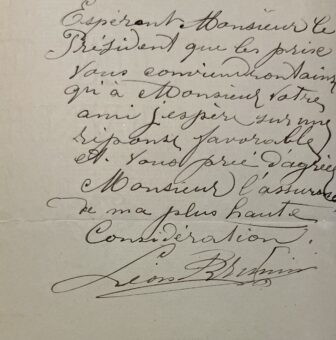 Espérant Monsieur le
Président que les prix
vous conviendront ainsi
qu'à Monsieur votre
ami j'espère sur une
réponse favorable
et vous prie d'agréer
Monsieur l'assurance
de ma plus haute
Considération.
Léon